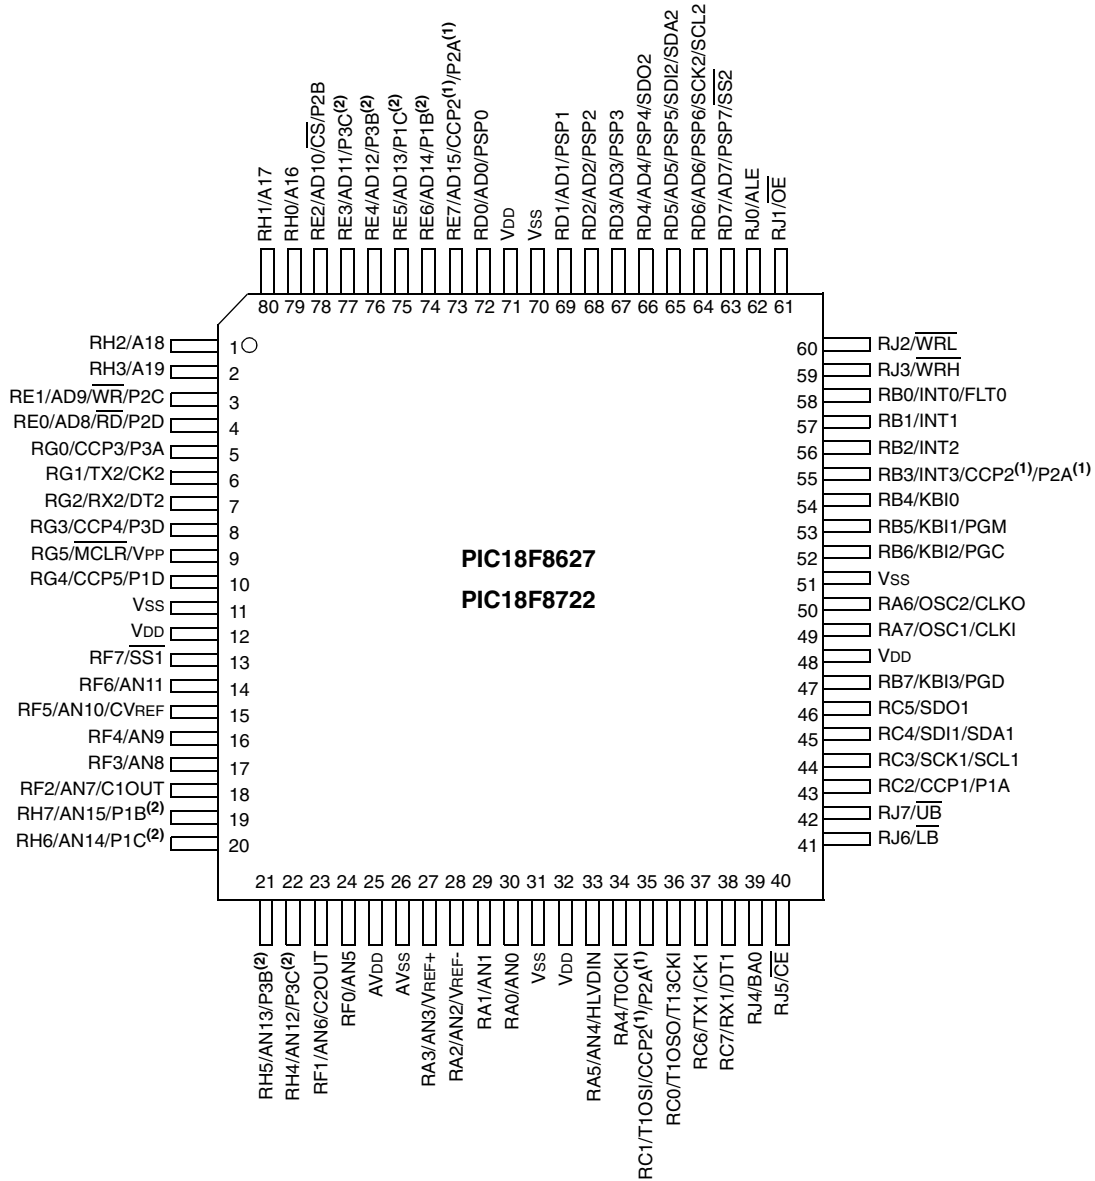 RH1/A17
RH0/A16
RE2/AD10/CS/P2B
RE3/AD11/P3C(2)
RE4/AD12/P3B(2)
RE5/AD13/P1C(2)
RE6/AD14/P1B(2)
RE7/AD15/CCP2(1)/P2A(1)
RD0/AD0/PSP0
VDD
VSS
RD1/AD1/PSP1
RD2/AD2/PSP2
RD3/AD3/PSP3
RD4/AD4/PSP4/SDO2
RD5/AD5/PSP5/SDI2/SDA2
RD6/AD6/PSP6/SCK2/SCL2
RD7/AD7/PSP7/SS2
RJ0/ALE
RJ1/OE
80 79 78 77 76 75 74 73 72 71 70 69 68 67 66 65 64 63 62 61
RH2/A18 1
RH3/A19 2
RE1/AD9/WR/P2C 3
RE0/AD8/RD/P2D 4
RG0/CCP3/P3A 5
RG1/TX2/CK2 6
RG2/RX2/DT2 7
RG3/CCP4/P3D 8
RG5/MCLR/VPP 9
RG4/CCP5/P1D 10
VSS 11
VDD 12
RF7/SS1 13
RF6/AN11 14
RF5/AN10/CVREF 15
RF4/AN9 16
RF3/AN8 17
RF2/AN7/C1OUT 18
RH7/AN15/P1B(2) 19
RH6/AN14/P1C(2) 20
PIC18F8627
PIC18F8722
60 RJ2/WRL
59 RJ3/WRH
58 RB0/INT0/FLT0
57 RB1/INT1
56 RB2/INT2
55 RB3/INT3/CCP2(1)/P2A(1)
54 RB4/KBI0
53 RB5/KBI1/PGM
52 RB6/KBI2/PGC
51 VSS
50 RA6/OSC2/CLKO
49 RA7/OSC1/CLKI
48 VDD
47 RB7/KBI3/PGD
46 RC5/SDO1
45 RC4/SDI1/SDA1
44 RC3/SCK1/SCL1
43 RC2/CCP1/P1A
42 RJ7/UB
41 RJ6/LB
21 22 23 24 25 26 27 28 29 30 31 32 33 34 35 36 37 38 39 40
RH5/AN13/P3B(2)
RH4/AN12/P3C(2)
RF1/AN6/C2OUT
RF0/AN5
AVDD
AVSS
RA3/AN3/VREF+
RA2/AN2/VREF-
RA1/AN1
RA0/AN0
VSS
VDD
RA5/AN4/HLVDIN
RA4/T0CKI
RC1/T1OSI/CCP2(1)/P2A(1)
RC0/T1OSO/T13CKI
RC6/TX1/CK1
RC7/RX1/DT1
RJ4/BA0
RJ5/CE